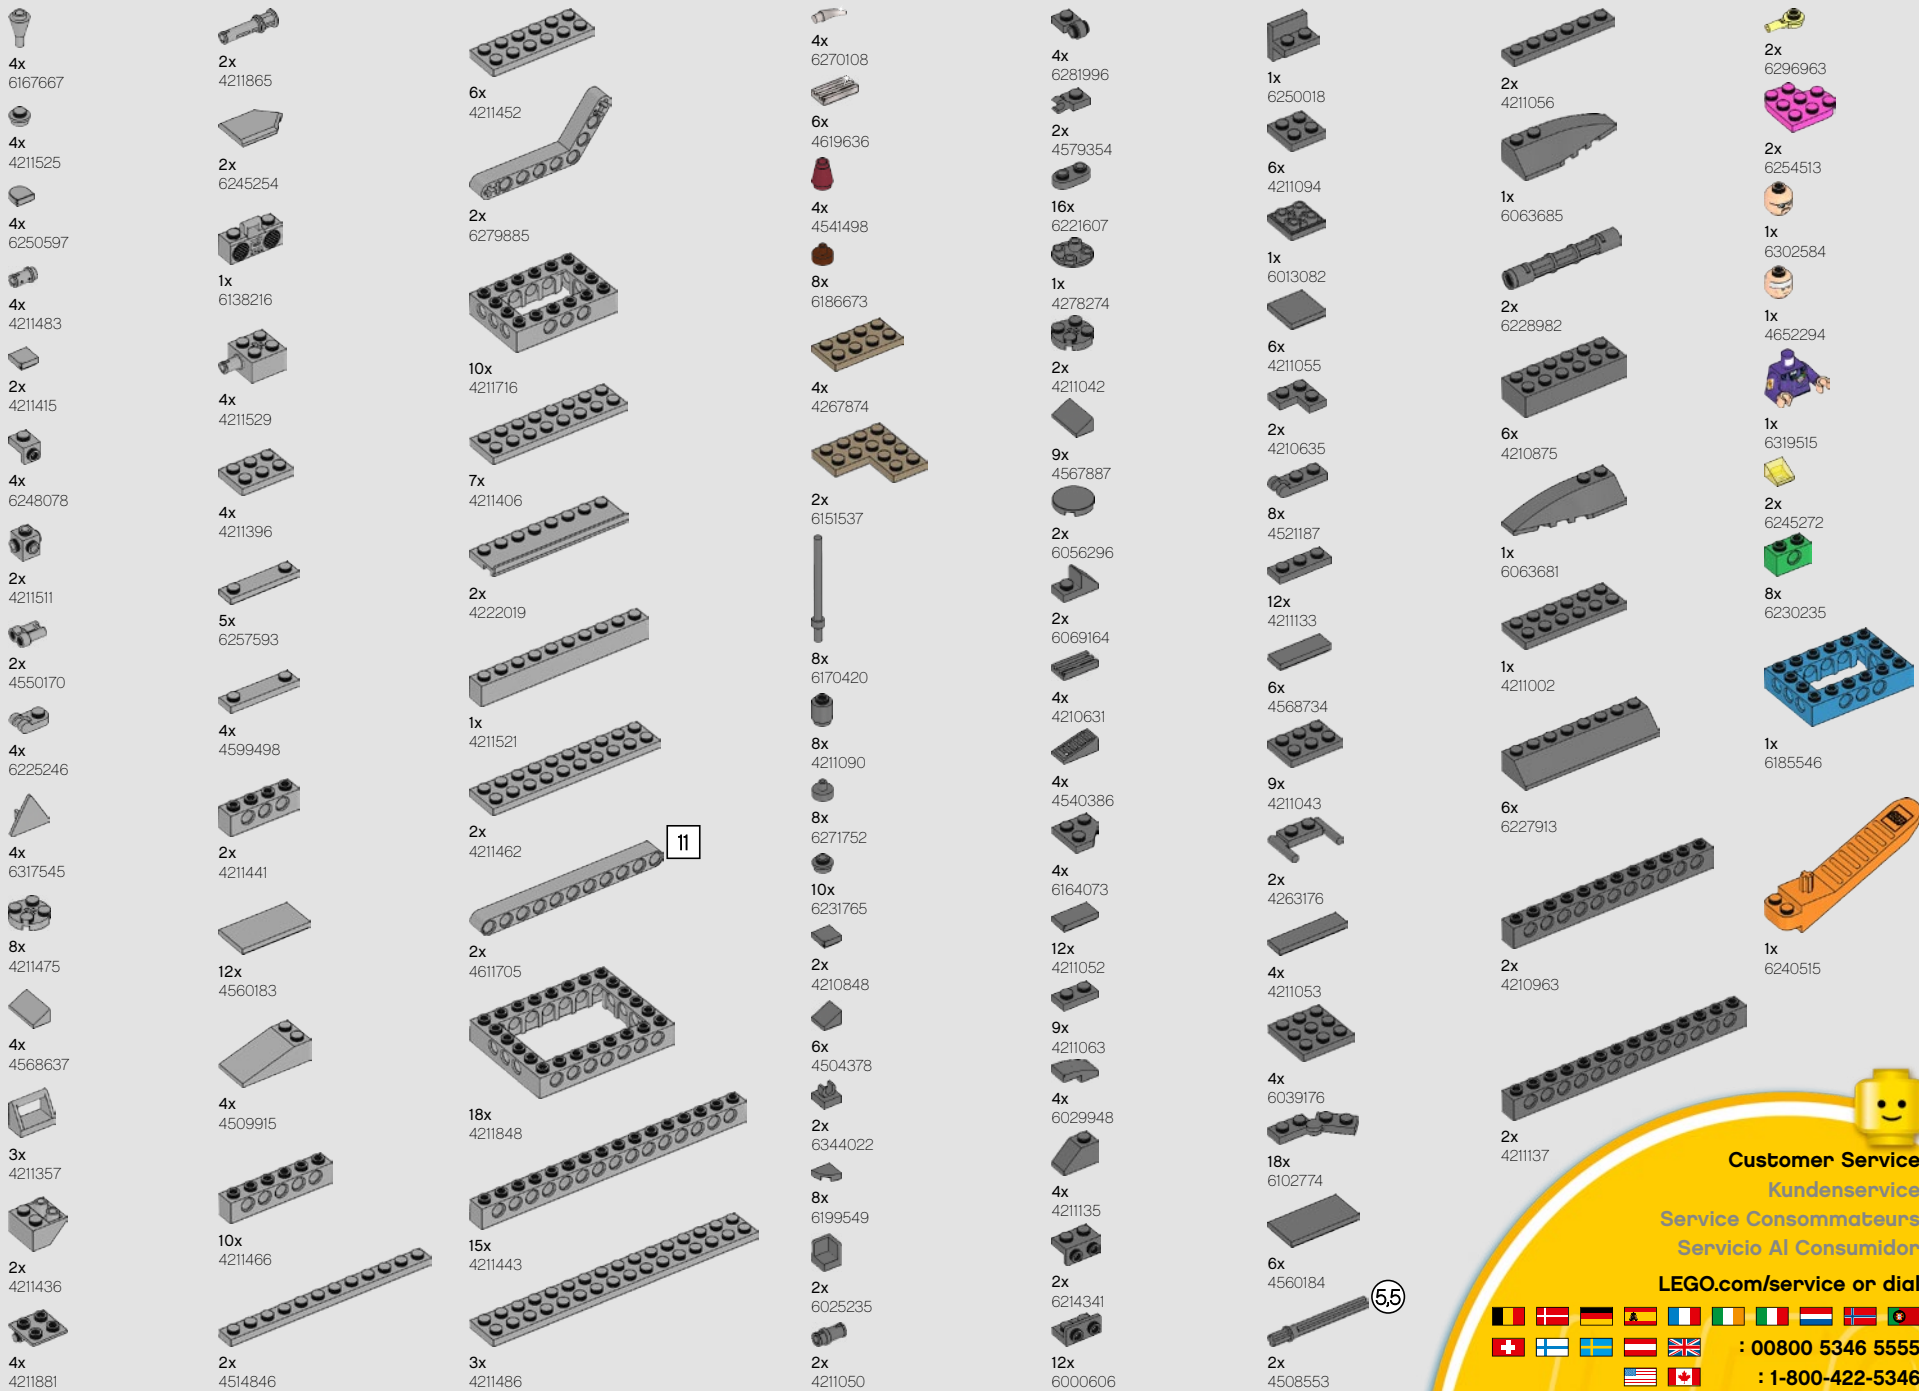 4x
6167667
4x
4211525
4x
6250597
4x
4211483
2x
4211415
4x
6248078
2x
4211511
2x
4550170
4x
6225246
4x
6317545
8x
4211475
4x
4568637
3x
4211357
2x
4211436
4x
4211881
2x
4211865
2x
6245254
1x
6138216
4x
4211529
4x
4211396
5x
6257593
4x
4599498
2x
4211441
12x
4560183
4x
4509915
10x
4211466
2x
4514846
6x
4211452
2x
6279885
10x
4211716
7x
4211406
2x
4222019
1x
4211521
2x
4211462
11
2x
4611705
18x
4211848
15x
4211443
3x
4211486
4x
6270108
6x
4619636
4x
4541498
8x
6186673
4x
4267874
2x
6151537
8x
6170420
8x
4211090
8x
6271752
10x
6231765
2x
4210848
6x
4504378
2x
6344022
8x
6199549
2x
6025235
2x
4211050
4x
6281996
2x
4579354
16x
6221607
1x
4278274
2x
4211042
9x
4567887
2x
6056296
2x
6069164
4x
4210631
4x
4540386
4x
6164073
12x
4211052
9x
4211063
4x
6029948
4x
4211135
2x
6214341
12x
6000606
1x
6250018
6x
4211094
1x
6013082
6x
4211055
2x
4210635
8x
4521187
12x
4211133
6x
4568734
9x
4211043
2x
4263176
4x
4211053
4x
6039176
18x
6102774
6x
4560184
5,5
2x
4508553
2x
4211056
1x
6063685
2x
6228982
6x
4210875
1x
6063681
1x
4211002
6x
6227913
2x
4210963
2x
4211137
2x
6296963
2x
6254513
1x
6302584
1x
4652294
1x
6319515
2x
6245272
8x
6230235
1x
6185546
1x
6240515
Customer Service
Kundenservice
Service Consommateurs
Servicio Al Consumidor
LEGO.com/service or dial
: 00800 5346 5555
: 1-800-422-5346